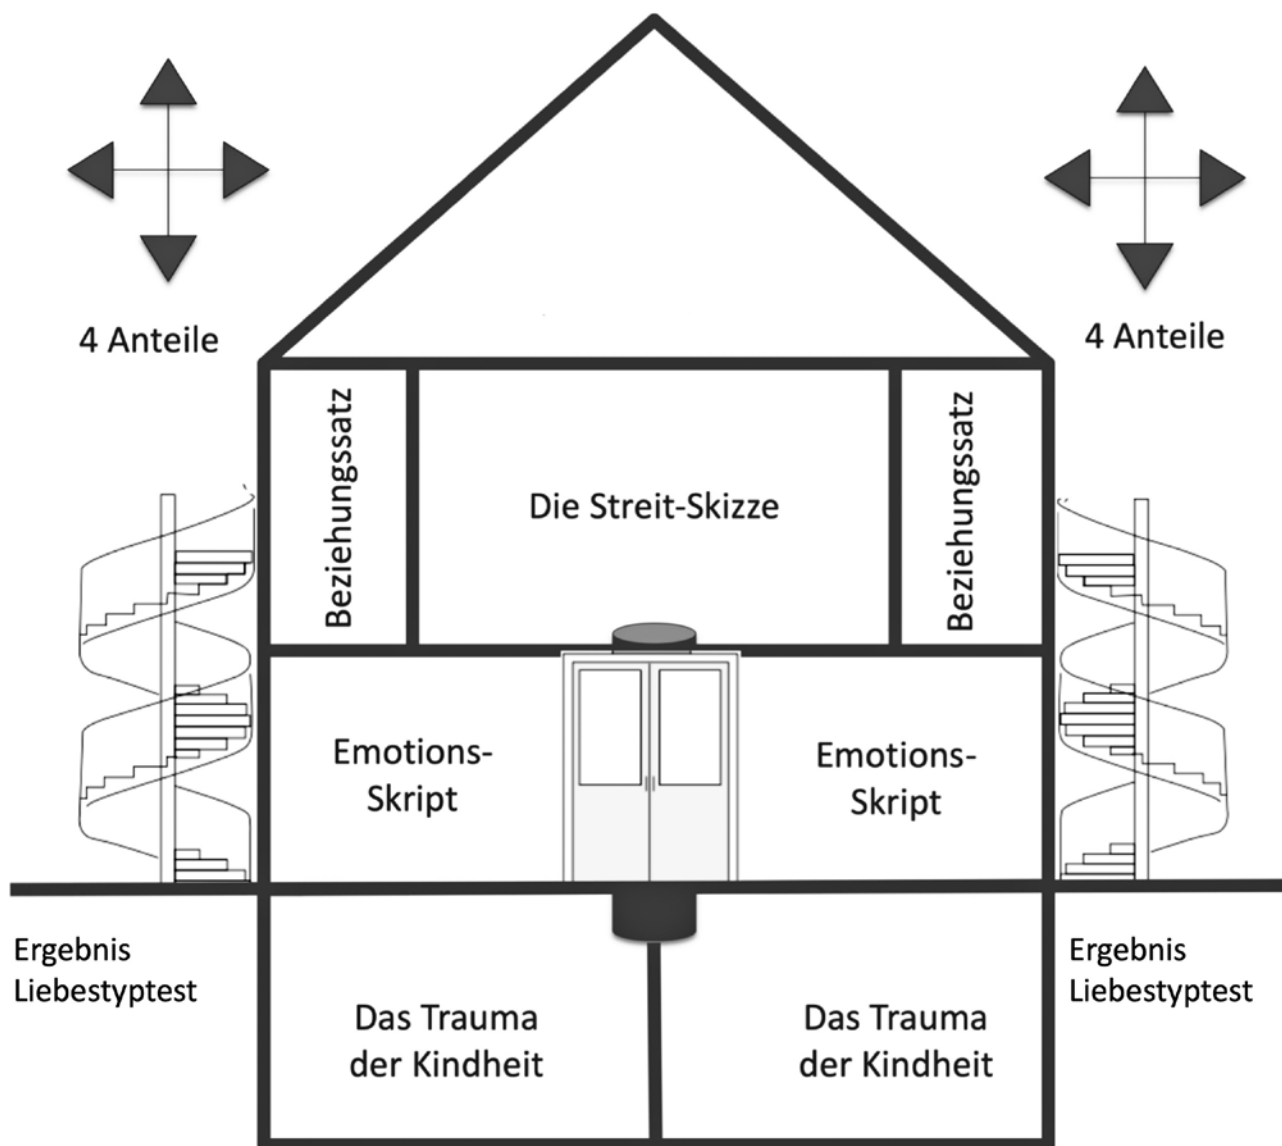 4 Anteile
4 Anteile
Beziehungssatz
Die Streit-Skizze
Beziehungssatz
Emotions-
Skript
Emotions-
Skript
Ergebnis
Liebestyptest
Ergebnis
Liebestyptest
Das Trauma
der Kindheit
Das Trauma
der Kindheit